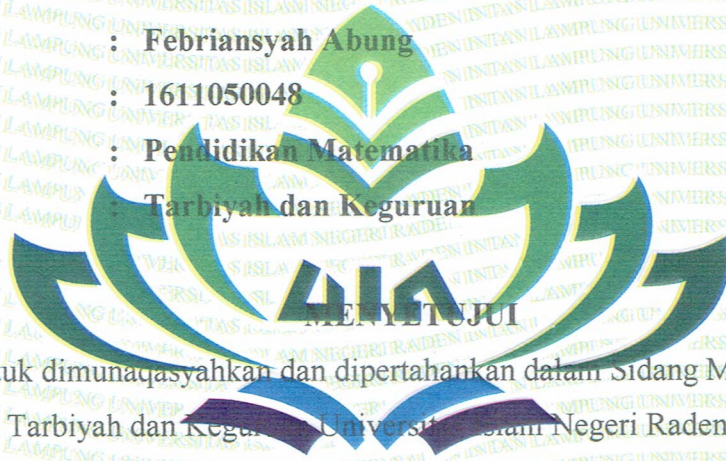 : Febriansyah Abung
: 1611050048
: Pendidikan Matematika
: Tarbiyah dan Keguruan
MENYETUJUI
uk dimunaqasyahkan dan dipertahankan dalam Sidang M
Tarbiyah dan Keguruan Universitas Islam Negeri Raden